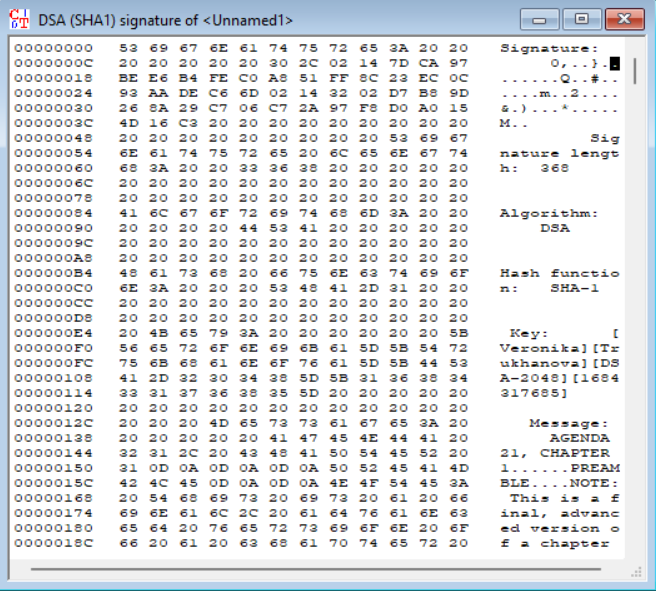 DSA (SHA1) signature of <Unnamed1>
00000000 53 69 67 6E 61 74 75 72 65 3A 20 20 Signature:
0000000C 20 20 20 20 20 30 2C 02 14 7D CA 97 0,..}..
00000018 BE E6 B4 FE C0 A8 51 FF 8C 23 EC 0C ......Q..#..
00000024 93 AA DE C6 6D 02 14 32 02 D7 B8 9D ....m..2....
00000030 26 8A 29 C7 06 C7 2A 97 F8 D0 A0 15 &.)...*.....
0000003C 4D 16 C3 20 20 20 20 20 20 20 20 20 M..
00000048 20 20 20 20 20 20 20 20 20 53 69 67 Sig
00000054 6E 61 74 75 72 65 20 6C 65 6E 67 74 nature lengt
00000060 68 3A 20 20 33 36 38 20 20 20 20 20 h: 368
0000006C 20 20 20 20 20 20 20 20 20 20 20 20
00000078 20 20 20 20 20 20 20 20 20 20 20 20
00000084 41 6C 67 6F 72 69 74 68 6D 3A 20 20 Algorithm:
00000090 20 20 20 20 44 53 41 20 20 20 20 20 DSA
0000009C 20 20 20 20 20 20 20 20 20 20 20 20
000000A8 20 20 20 20 20 20 20 20 20 20 20 20
000000B4 48 61 73 68 20 66 75 6E 63 74 69 6F Hash functio
000000C0 6E 3A 20 20 20 53 48 41 2D 31 20 20 n: SHA-1
000000CC 20 20 20 20 20 20 20 20 20 20 20 20
000000D8 20 20 20 20 20 20 20 20 20 20 20 20
000000E4 20 4B 65 79 3A 20 20 20 20 20 20 5B Key: [
000000F0 56 65 72 6F 6E 69 6B 61 5D 5B 54 72 Veronika][Tr
000000FC 75 6B 68 61 6E 6F 76 61 5D 5B 44 53 ukhanova][DS
00000108 41 2D 32 30 34 38 5D 5B 31 36 38 34 A-2048][1684
00000114 33 31 37 36 38 35 5D 20 20 20 20 20 317685]
00000120 20 20 20 20 20 20 20 20 20 20 20 20
0000012C 20 20 20 4D 65 73 73 61 67 65 3A 20 Message:
00000138 20 20 20 20 20 41 47 45 4E 44 41 20 AGENDA
00000144 32 31 2C 20 43 48 41 50 54 45 52 20 21, CHAPTER
00000150 31 0D 0A 0D 0A 0D 0A 50 52 45 41 4D 1......PREAM
0000015C 42 4C 45 0D 0A 0D 0A 4E 4F 54 45 3A BLE....NOTE:
00000168 20 54 68 69 73 20 69 73 20 61 20 66 This is a f
00000174 69 6E 61 6C 2C 20 61 64 76 61 6E 63 inal, advanc
00000180 65 64 20 76 65 72 73 69 6F 6E 20 6F ed version o
0000018C 66 20 61 20 63 68 61 70 74 65 72 20 f a chapter